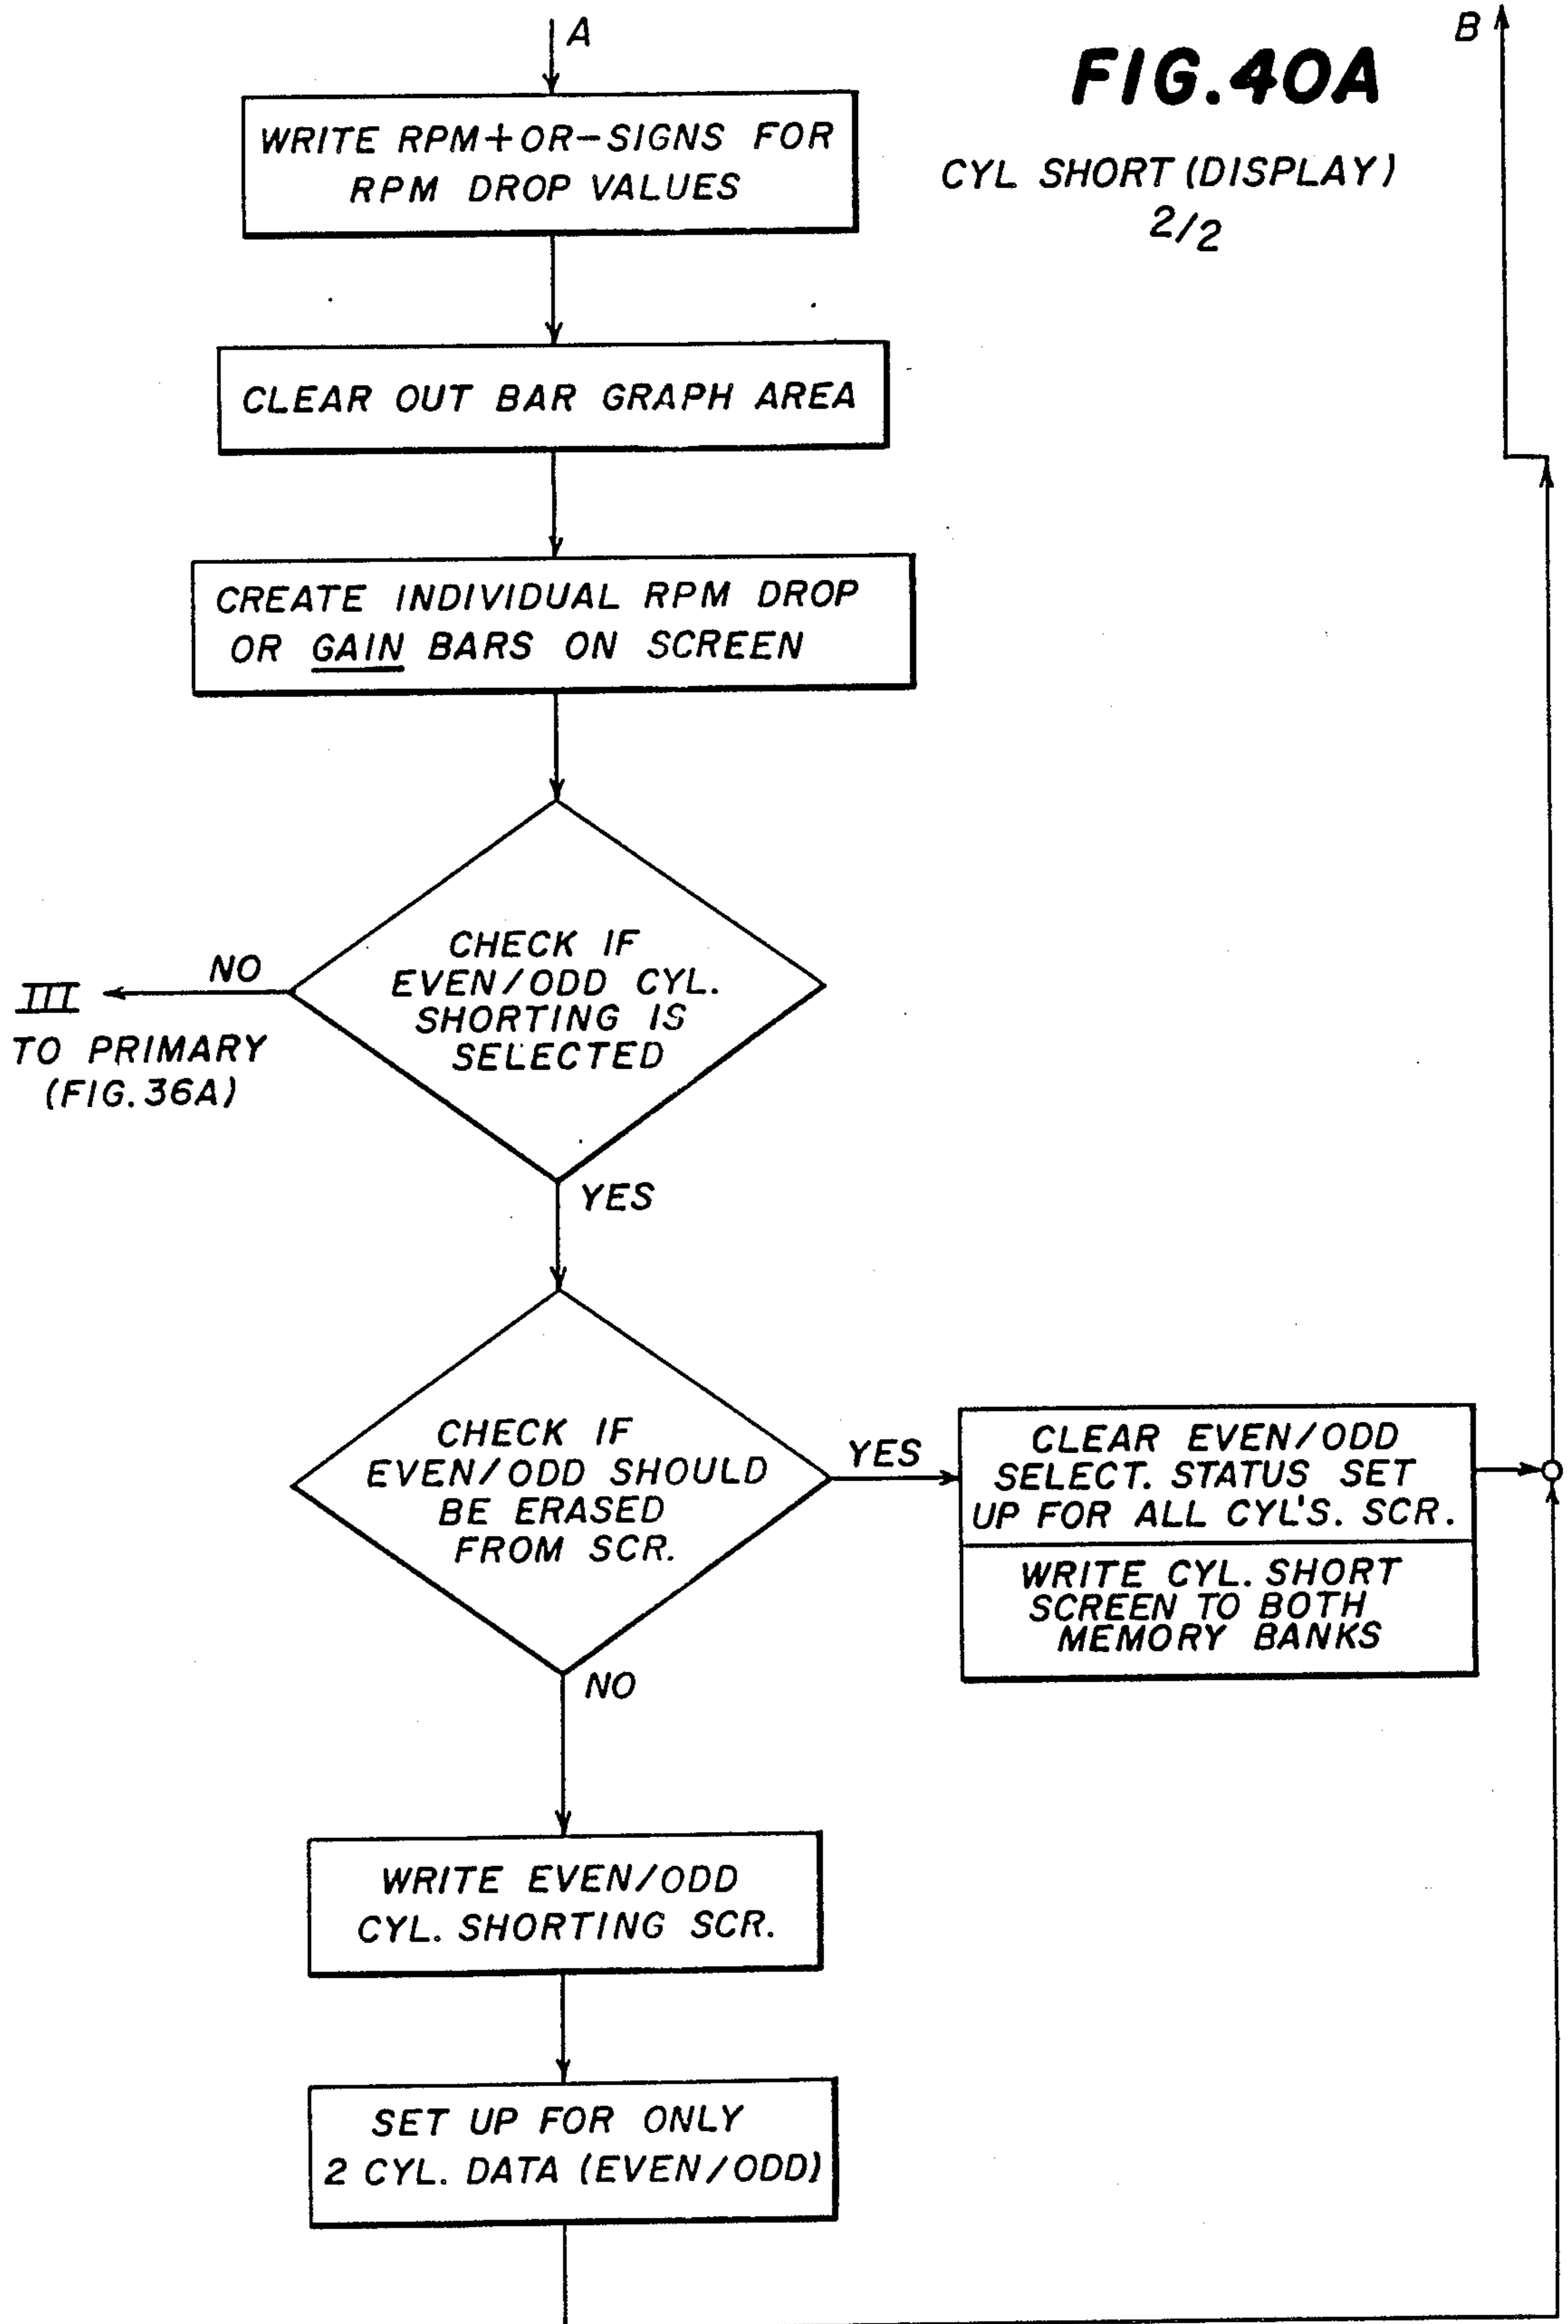 A
B
FIG.40A
CYL SHORT (DISPLAY)
2/2
WRITE RPM+OR-SIGNS FOR
RPM DROP VALUES
CLEAR OUT BAR GRAPH AREA
CREATE INDIVIDUAL RPM DROP
OR GAIN BARS ON SCREEN
CHECK IF
EVEN/ODD CYL.
SHORTING IS
SELECTED
NO
III
TO PRIMARY
(FIG.36A)
YES
CHECK IF
EVEN/ODD SHOULD
BE ERASED
FROM SCR.
YES
CLEAR EVEN/ODD
SELECT. STATUS SET
UP FOR ALL CYL'S. SCR.
WRITE CYL. SHORT
SCREEN TO BOTH
MEMORY BANKS
NO
WRITE EVEN/ODD
CYL. SHORTING SCR.
SET UP FOR ONLY
2 CYL. DATA (EVEN/ODD)